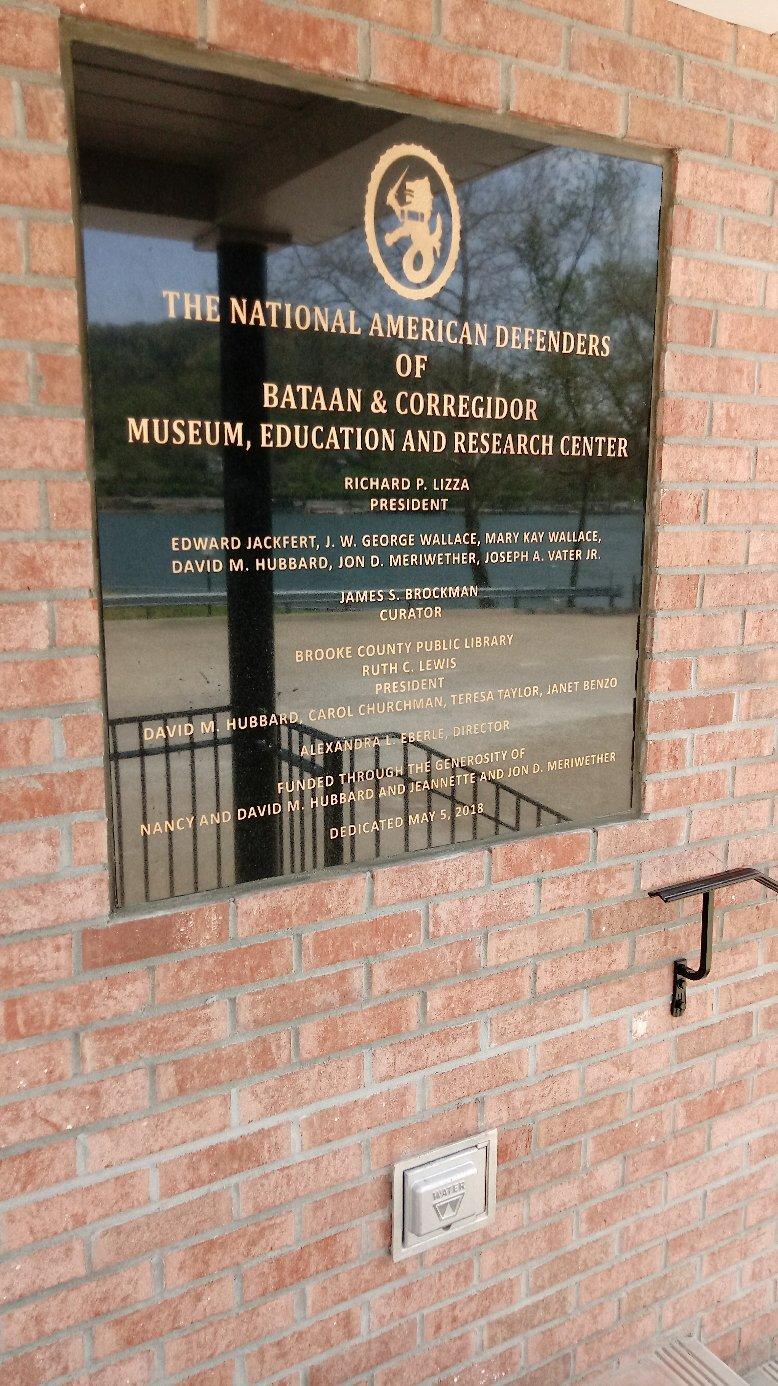 THE NATIONAL AMERICAN DEFENDERS
OF
BATAAN & CORREGIDOR
MUSEUM, EDUCATION AND RESEARCH CENTER
RICHARD P. LIZZA
PRESIDENT
EDWARD JACKFERT, J. W. GEORGE WALLACE, MARY KAY WALLACE,
DAVID M. HUBBARD, JON D. MERIWETHER, JOSEPH A. VATER JR.
JAMES S. BROCKMAN
CURATOR
BROOKE COUNTY PUBLIC LIBRARY
RUTH C. LEWIS
PRESIDENT
DAVID M. HUBBARD, CAROL CHURCHMAN, TERESA TAYLOR, JANET BENZO
ALEXANDRA L. EBERLE, DIRECTOR
FUNDED THROUGH THE GENEROSITY OF
NANCY AND DAVID M. HUBBARD AND JEANNETTE AND JON D. MERIWETHER
DEDICATED MAY 5, 2018
WATER